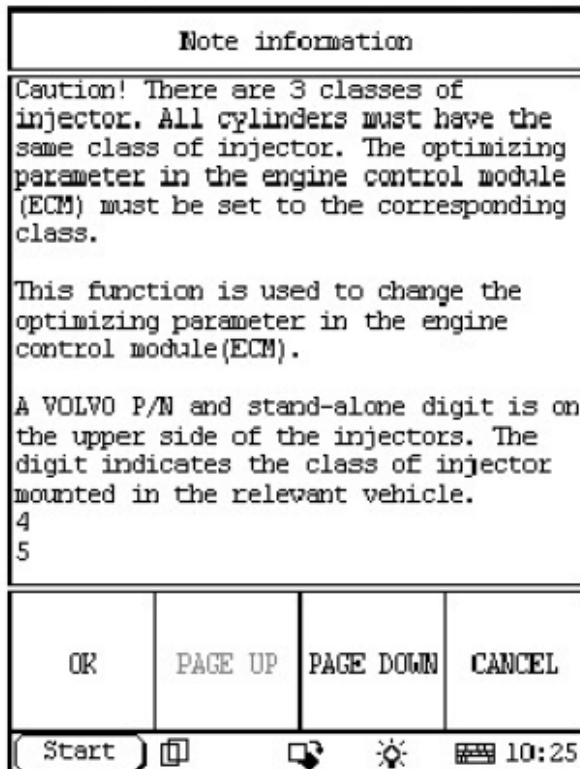 Note information
Caution! There are 3 classes of
injector. All cylinders must have the
same class of injector. The optimizing
parameter in the engine control module
(ECM) must be set to the corresponding
class.
This function is used to change the
optimizing parameter in the engine
control module(ECM).
A VOLVO P/N and stand-alone digit is on
the upper side of the injectors. The
digit indicates the class of injector
mounted in the relevant vehicle.
4
5
OK PAGE UP PAGE DOWN CANCEL
Start 10:25